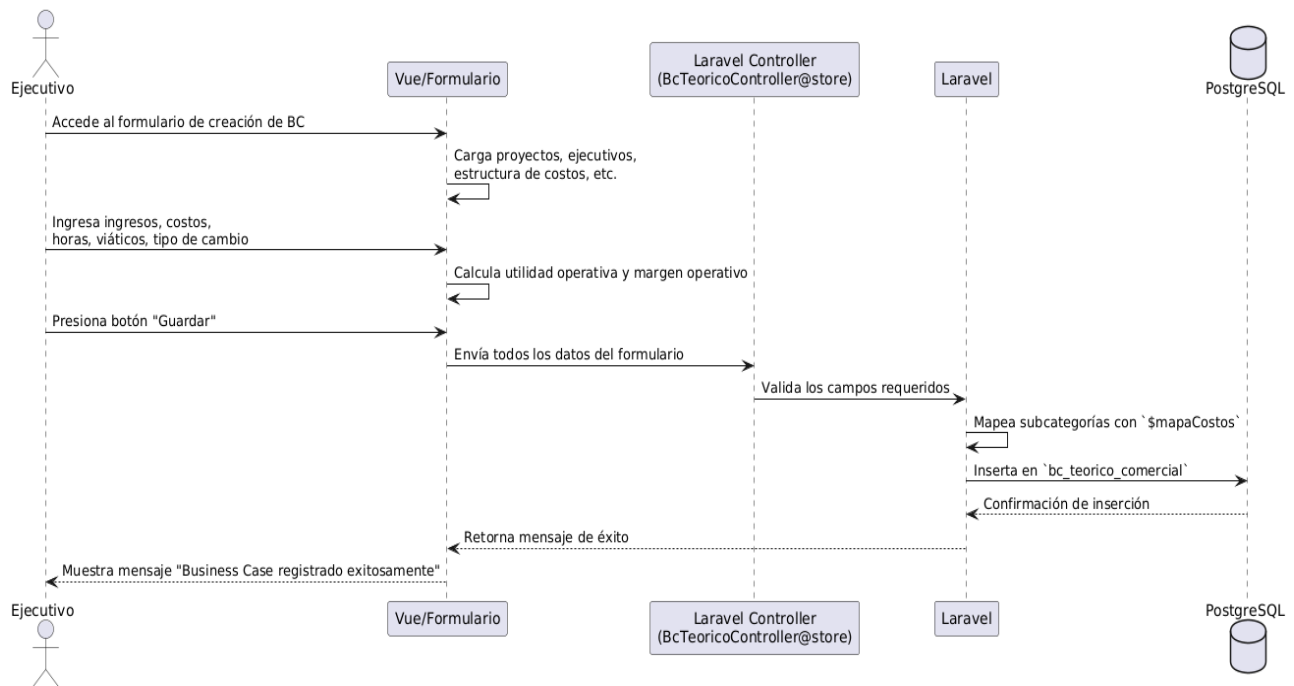 Ejecutivo
Vue/Formulario
Laravel Controller
(BcTeoricoController@store)
Laravel
PostgreSQL
Accede al formulario de creación de BC
Carga proyectos, ejecutivos,
estructura de costos, etc.
Ingresa ingresos, costos,
horas, viáticos, tipo de cambio
Calcula utilidad operativa y margen operativo
Presiona botón "Guardar"
Envía todos los datos del formulario
Valida los campos requeridos
Mapea subcategorías con `$mapaCostos`
Inserta en `bc_teorico_comercial`
Confirmación de inserción
Retorna mensaje de éxito
Muestra mensaje "Business Case registrado exitosamente"
Ejecutivo
Vue/Formulario
Laravel Controller
(BcTeoricoController@store)
Laravel
PostgreSQL